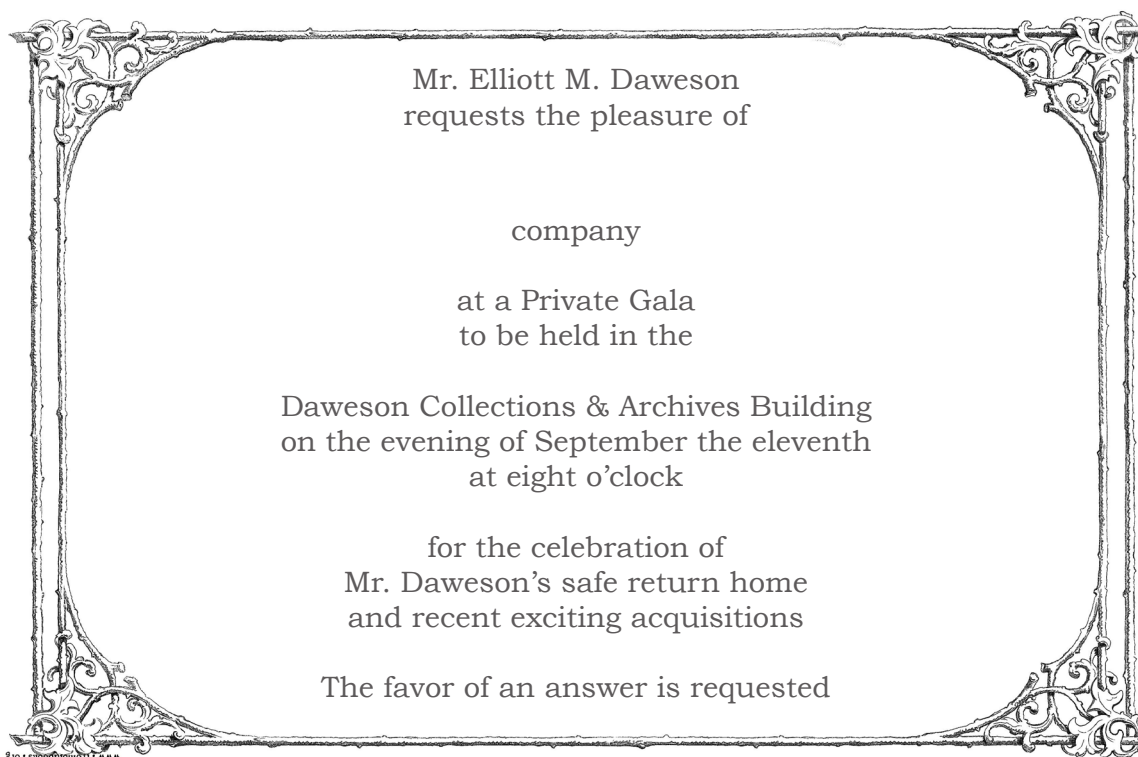 Mr. Elliott M. Daweson
requests the pleasure of
company
at a Private Gala
to be held in the
Daweson Collections & Archives Building
on the evening of September the eleventh
at eight o’clock
for the celebration of
Mr. Daweson’s safe return home
and recent exciting acquisitions
The favor of an answer is requested